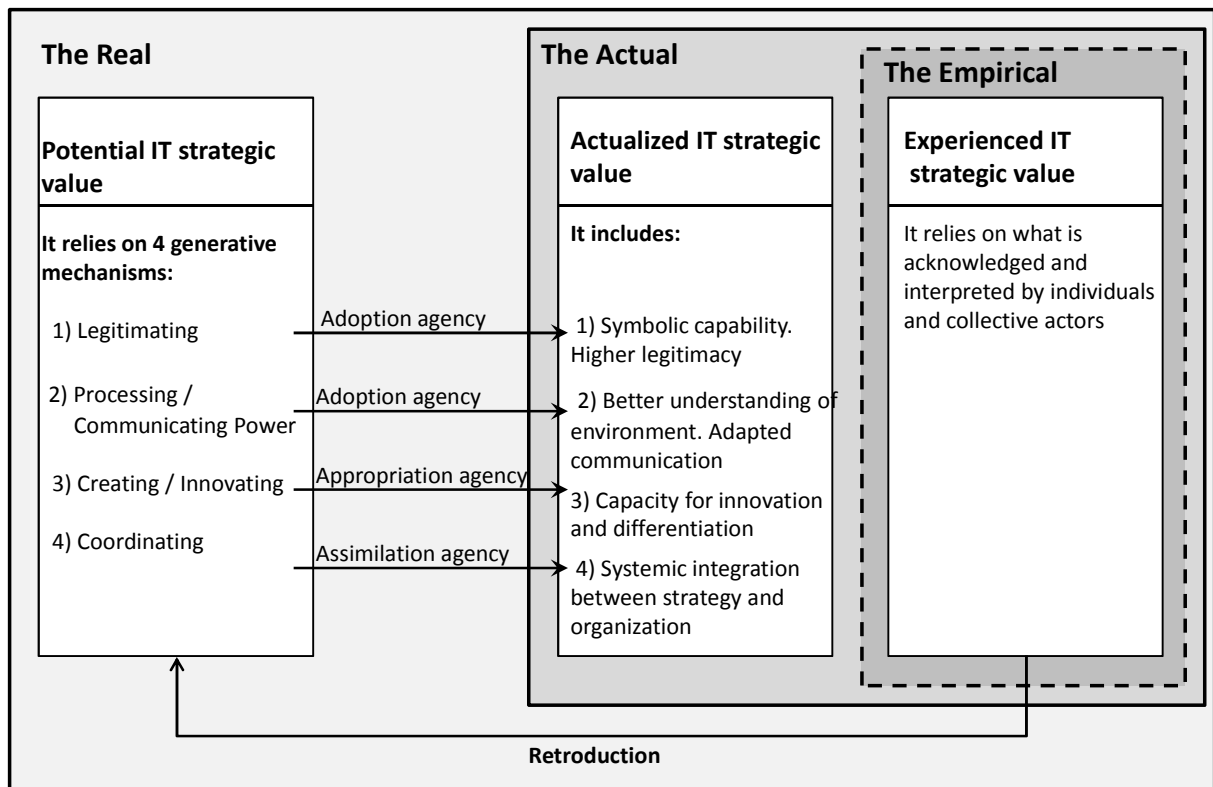 The Real
Potential IT strategic
value
It relies on 4 generative
mechanisms:
1) Legitimating
2) Processing /
Communicating Power
3) Creating / Innovating
4) Coordinating
Adoption agency
Adoption agency
Appropriation agency
Assimilation agency
The Actual
Actualized IT strategic
value
It includes:
1) Symbolic capability.
Higher legitimacy
2) Better understanding of
environment. Adapted
communication
3) Capacity for innovation
and differentiation
4) Systemic integration
between strategy and
organization
The Empirical
Experienced IT
strategic value
It relies on what is
acknowledged and
interpreted by individuals
and collective actors
Retroduction